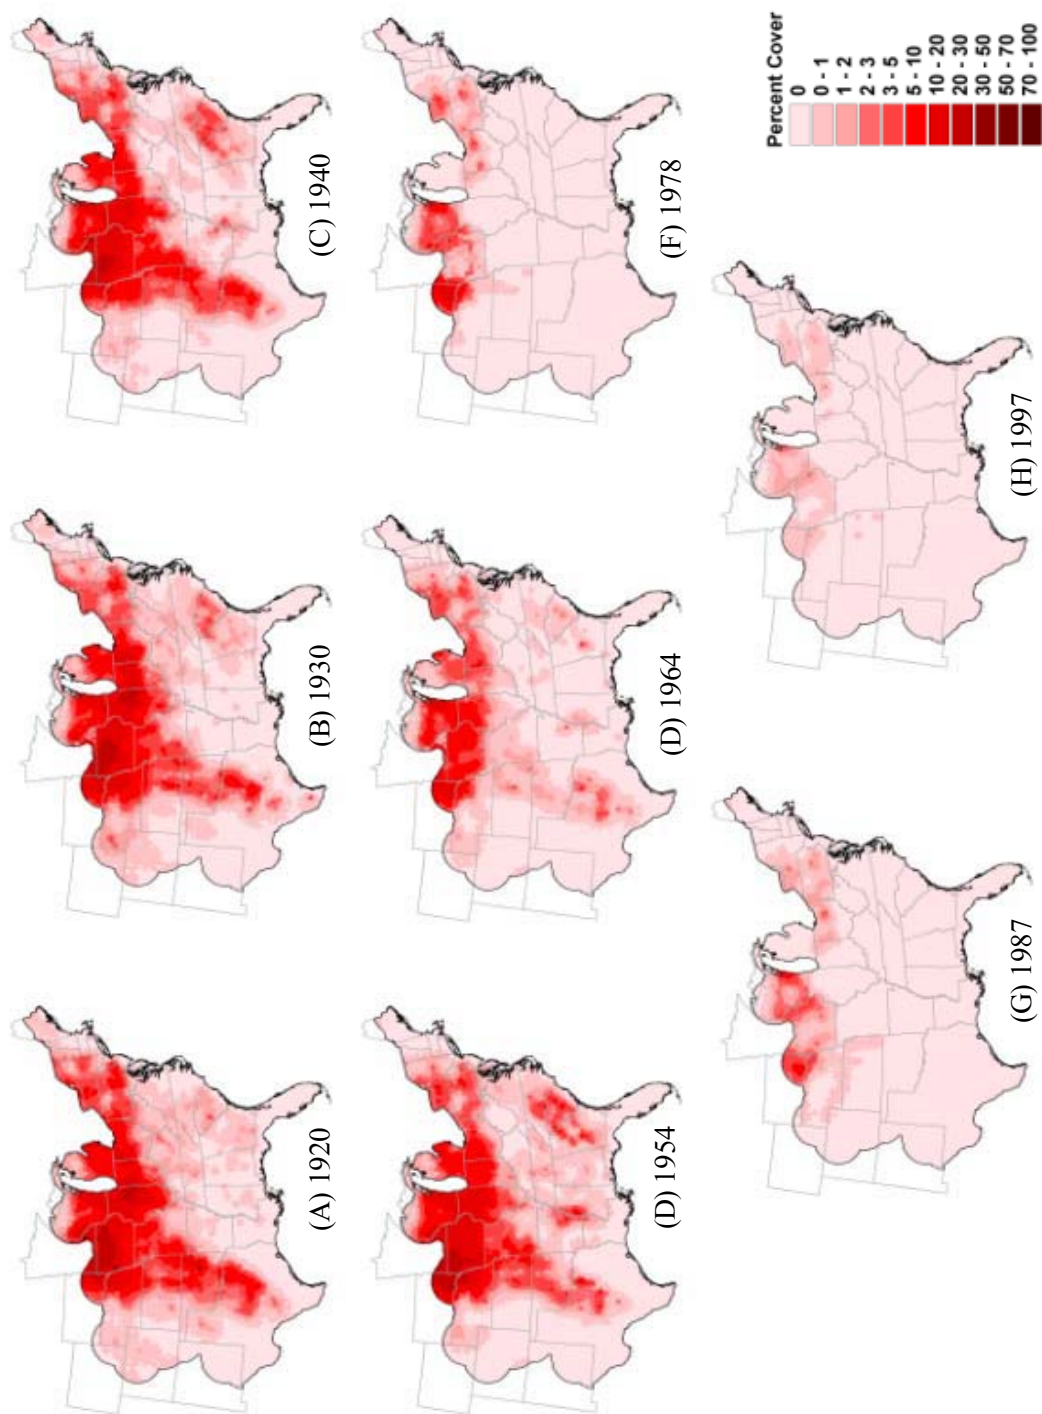 (A) 1920
(B) 1930
(C) 1940
(D) 1954
(D) 1964
(F) 1978
(G) 1987
(H) 1997
Percent Cover
0
0 - 1
1 - 2
2 - 3
3 - 5
5 - 10
10 - 20
20 - 30
30 - 50
50 - 70
70 - 100